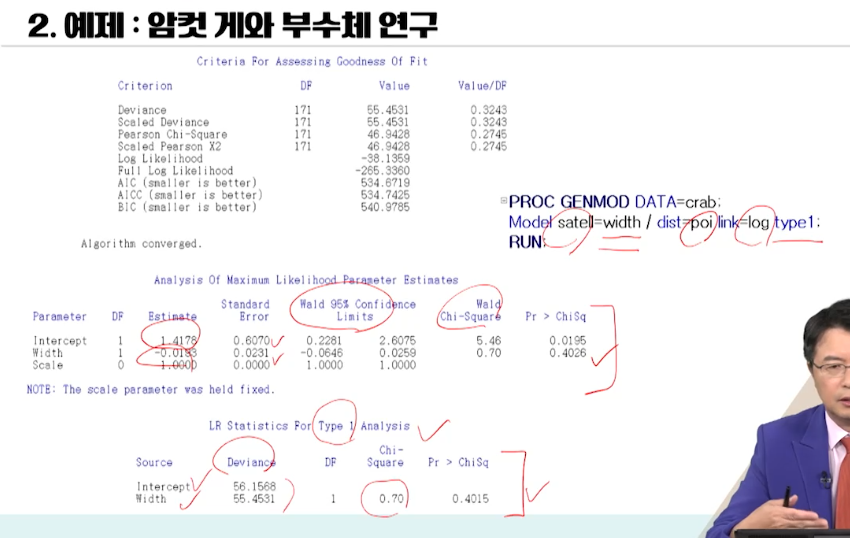 2. 예제 : 암컷 게와 부수체 연구
Criteria For Assessing Goodness Of Fit
Criterion DF Value Value/DF
Deviance 171 55.4531 0.3243
Scaled Deviance 171 55.4531 0.3243
Pearson Chi-Square 171 46.9428 0.2745
Scaled Pearson X2 171 46.9428 0.2745
Log Likelihood -38.1359
Full Log Likelihood -265.3360
AIC (smaller is better) 534.6719
AICC (smaller is better) 534.7425
BIC (smaller is better) 540.9785
Algorithm converged.
PROC GENMOD DATA=crab;
Model satell=width / dist=poi link=log type1;
RUN;
Analysis Of Maximum Likelihood Parameter Estimates
Standard Wald 95% Confidence Wald
Parameter DF Estimate Error Limits Chi-Square Pr > ChiSq
Intercept 1 1.4178 0.6070 0.2281 2.6075 5.46 0.0195
Width 1 0.0231 -0.0646 0.0259 0.70 0.4026
Scale 0 1.0000 0.0000 1.0000 1.0000
NOTE: The scale parameter was held fixed.
LR Statistics For Type 1 Analysis
Chi-
Source Deviance DF Square Pr > ChiSq
Intercept 56.1568
Width 55.4531 1 0.70 0.4015